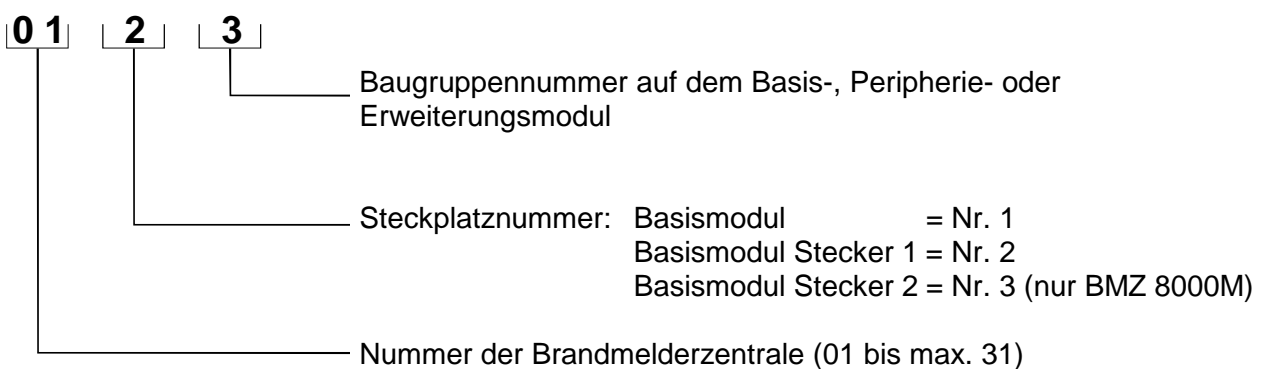 0 1 2 3
Baugruppennummer auf dem Basis-, Peripherie- oder
Erweiterungsmodul
Steckplatznummer: Basismodul = Nr. 1
Basismodul Stecker 1 = Nr. 2
Basismodul Stecker 2 = Nr. 3 (nur BMZ 8000M)
Nummer der Brandmelderzentrale (01 bis max. 31)